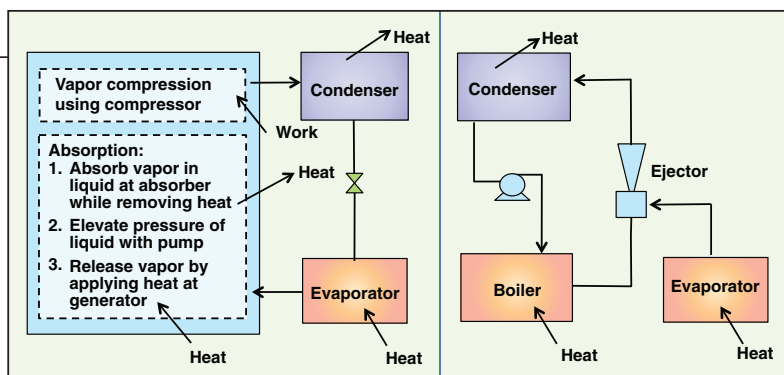 Vapor compression
using compressor
Work
Absorption:
1. Absorb vapor in
liquid at absorber
while removing heat
2. Elevate pressure of
liquid with pump
3. Release vapor by
applying heat at
generator
Heat
Heat
Heat
Condenser
Evaporator
Heat
Heat
Condenser
Ejector
Boiler
Heat
Evaporator
Heat